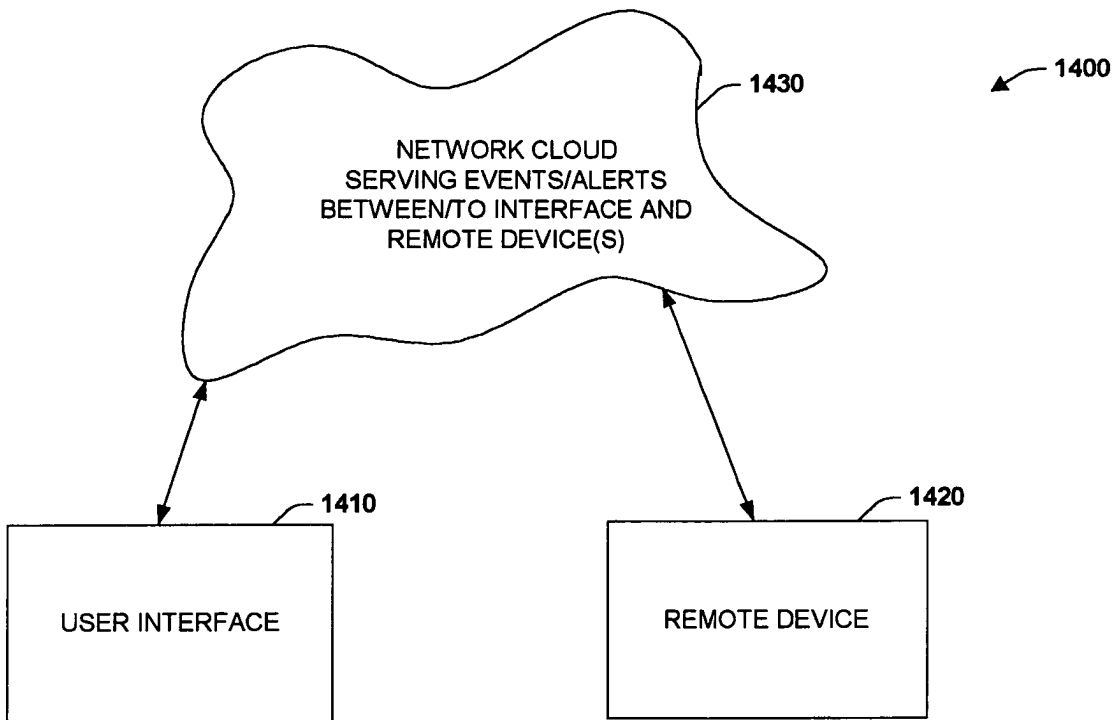 1400
1430
NETWORK CLOUD
SERVING EVENTS/ALERTS
BETWEEN/TO INTERFACE AND
REMOTE DEVICE(S)
1410
1420
USER INTERFACE
REMOTE DEVICE